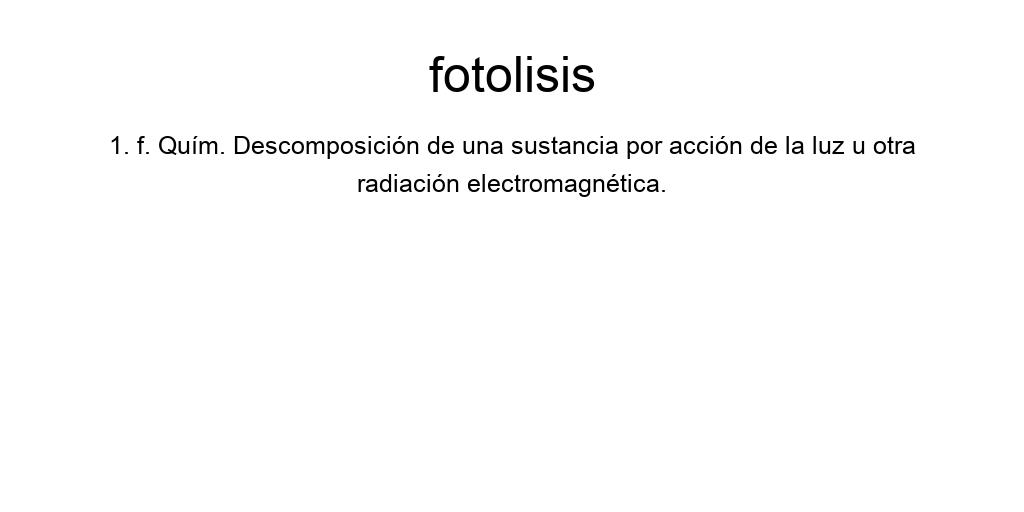 fotolisis
1. f. Quím. Descomposición de una sustancia por acción de la luz u otra
radiación electromagnética.